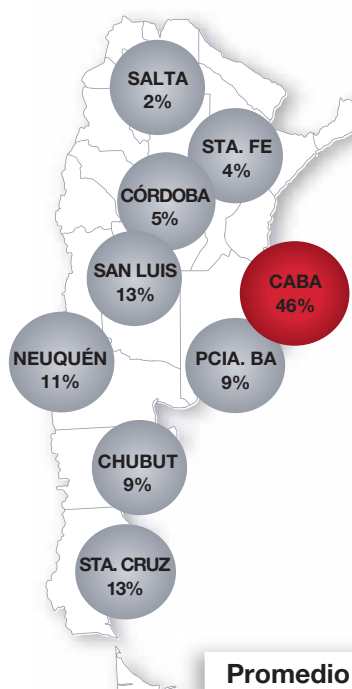 SALTA
2%
STA. FE
4%
CÓRDOBA
5%
SAN LUIS
13%
CABA
46%
NEUQUÉN
11%
PCIA. BA
9%
CHUBUT
9%
STA. CRUZ
13%
Promedio